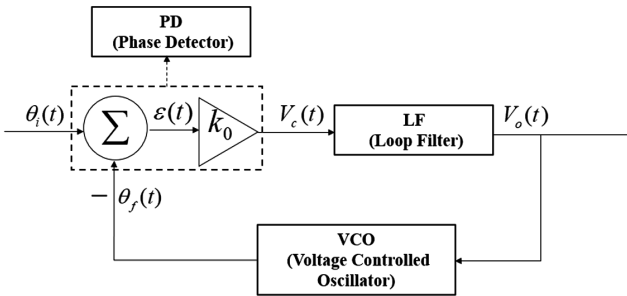 PD
(Phase Detector)
θi(t)
Σ
ε(t)
k0
Vc(t)
LF
(Loop Filter)
Vo(t)
− θf(t)
VCO
(Voltage Controlled
Oscillator)